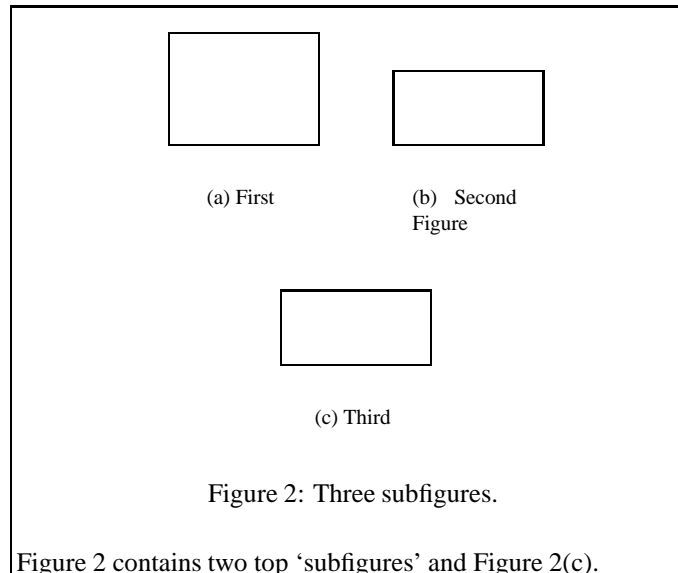 (a) First
(b) Second
Figure
(c) Third
Figure 2: Three subfigures.
Figure 2 contains two top ‘subfigures’ and Figure 2(c).